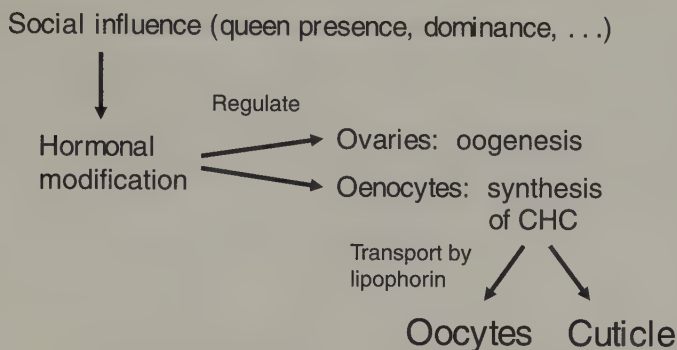 Social influence (queen presence, dominance, . . .)
Regulate
Hormonal
modification
Ovaries: oogenesis
Oenocytes: synthesis
of CHC
Transport by
lipophorin
Oocytes Cuticle